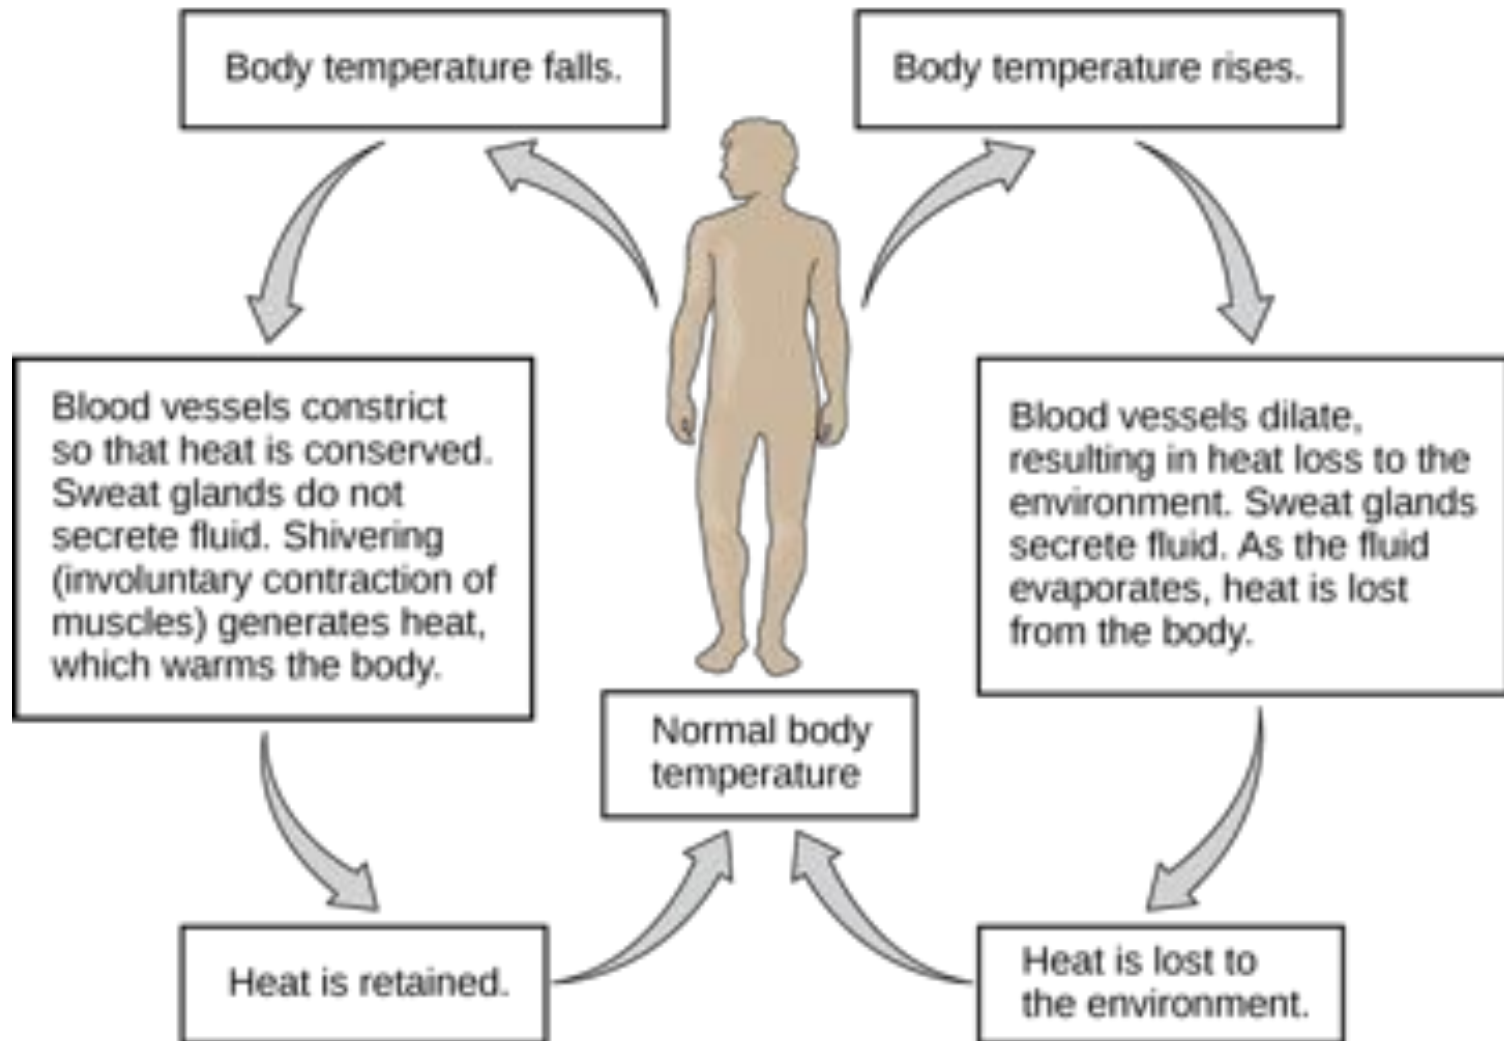 Body temperature falls.
Body temperature rises.
Blood vessels constrict
so that heat is conserved.
Sweat glands do not
secrete fluid. Shivering
(involuntary contraction of
muscles) generates heat,
which warms the body.
Blood vessels dilate,
resulting in heat loss to the
environment. Sweat glands
secrete fluid. As the fluid
evaporates, heat is lost
from the body.
Normal body
temperature
Heat is retained.
Heat is lost to
the environment.